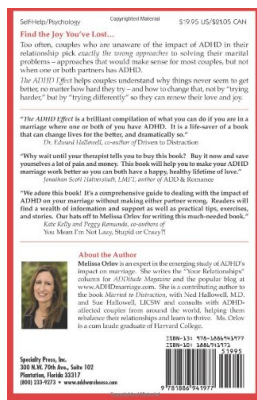 Copyrighted Material
Self-Help/Psychology
$19.95 US/$21.05 CAN
Find the Joy You've Lost...
Too often, couples who are unaware of the impact of ADHD in their
relationship pick exactly the wrong approaches to solving their marital
problems – approaches that would make sense for most couples, but not
when one or both partners has ADHD.
The ADHD Effect helps couples understand why things never seem to get
better, no matter how hard they try – and how to change that, not by "trying
harder," but by "trying differently" so they can renew their love and joy.
"The ADHD Effect is a brilliant compilation of what you can do if you are in a
marriage where one or both of you have ADHD. It is a life-saver of a book
that can change lives for the better, and dramatically so."
Dr. Edward Hallowell, co-author of Driven to Distraction
"Why wait until your therapist tells you to buy this book? Buy it now and save
yourselves a lot of pain and money. This book will help you to make your ADHD
marriage work better so you can both have a happy, healthy lifetime of love."
Jonathan Scott Halverstadt, LMFT, author of ADD & Romance
"We adore this book! It's a comprehensive guide to dealing with the impact of
ADHD on your marriage without making either partner wrong. Readers will
find a wealth of information and support as well as practical tips, exercises,
and stories. Our hats off to Melissa Orlov for writing this much-needed book."
Kate Kelly and Peggy Ramundo, co-authors of
You Mean I'm Not Lazy, Stupid or Crazy?!
About the Author
Melissa Orlov is an expert in the emerging study of ADHD's
impact on marriage. She writes the "Your Relationships"
column for ADDitude Magazine and the popular blog at
www.ADHDmarriage.com. She is a contributing author to
the book Married to Distraction, with Ned Hallowell, M.D.
and Sue Hallowell, LICSW and consults with ADHD-
affected couples from around the world, helping them
rebalance their relationships and learn to thrive. Ms. Orlov
is a cum laude graduate of Harvard College.
Specialty Press, Inc.
300 N.W. 70th Ave., Suite 102
Plantation, Florida 33317
(800) 233-9273 • www.addwarehouse.com
ISBN-13: 978-1886941977
ISBN-10: 1886941971
51995
9 781886 941977
Copyrighted Material